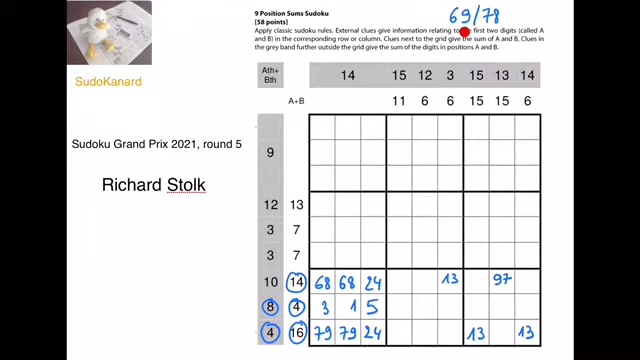 9 Position Sums Sudoku
[58 points]
69/78
Apply classic sudoku rules. External clues give information relating to the first two digits (called A
and B) in the corresponding row or column. Clues next to the grid give the sum of A and B. Clues in
the grey band further outside the grid give the sum of the digits in positions A and B.
SudoKanard
Sudoku Grand Prix 2021, round 5
Richard Stolk
Ath+
Bth
14 15 12 3 15 13 14
A+B 11 6 6 15 15 6
9
12 13
3 7
3 7
10 14 68 68 24 13 97
8 4 3 1 5
4 16 79 79 24 13 13